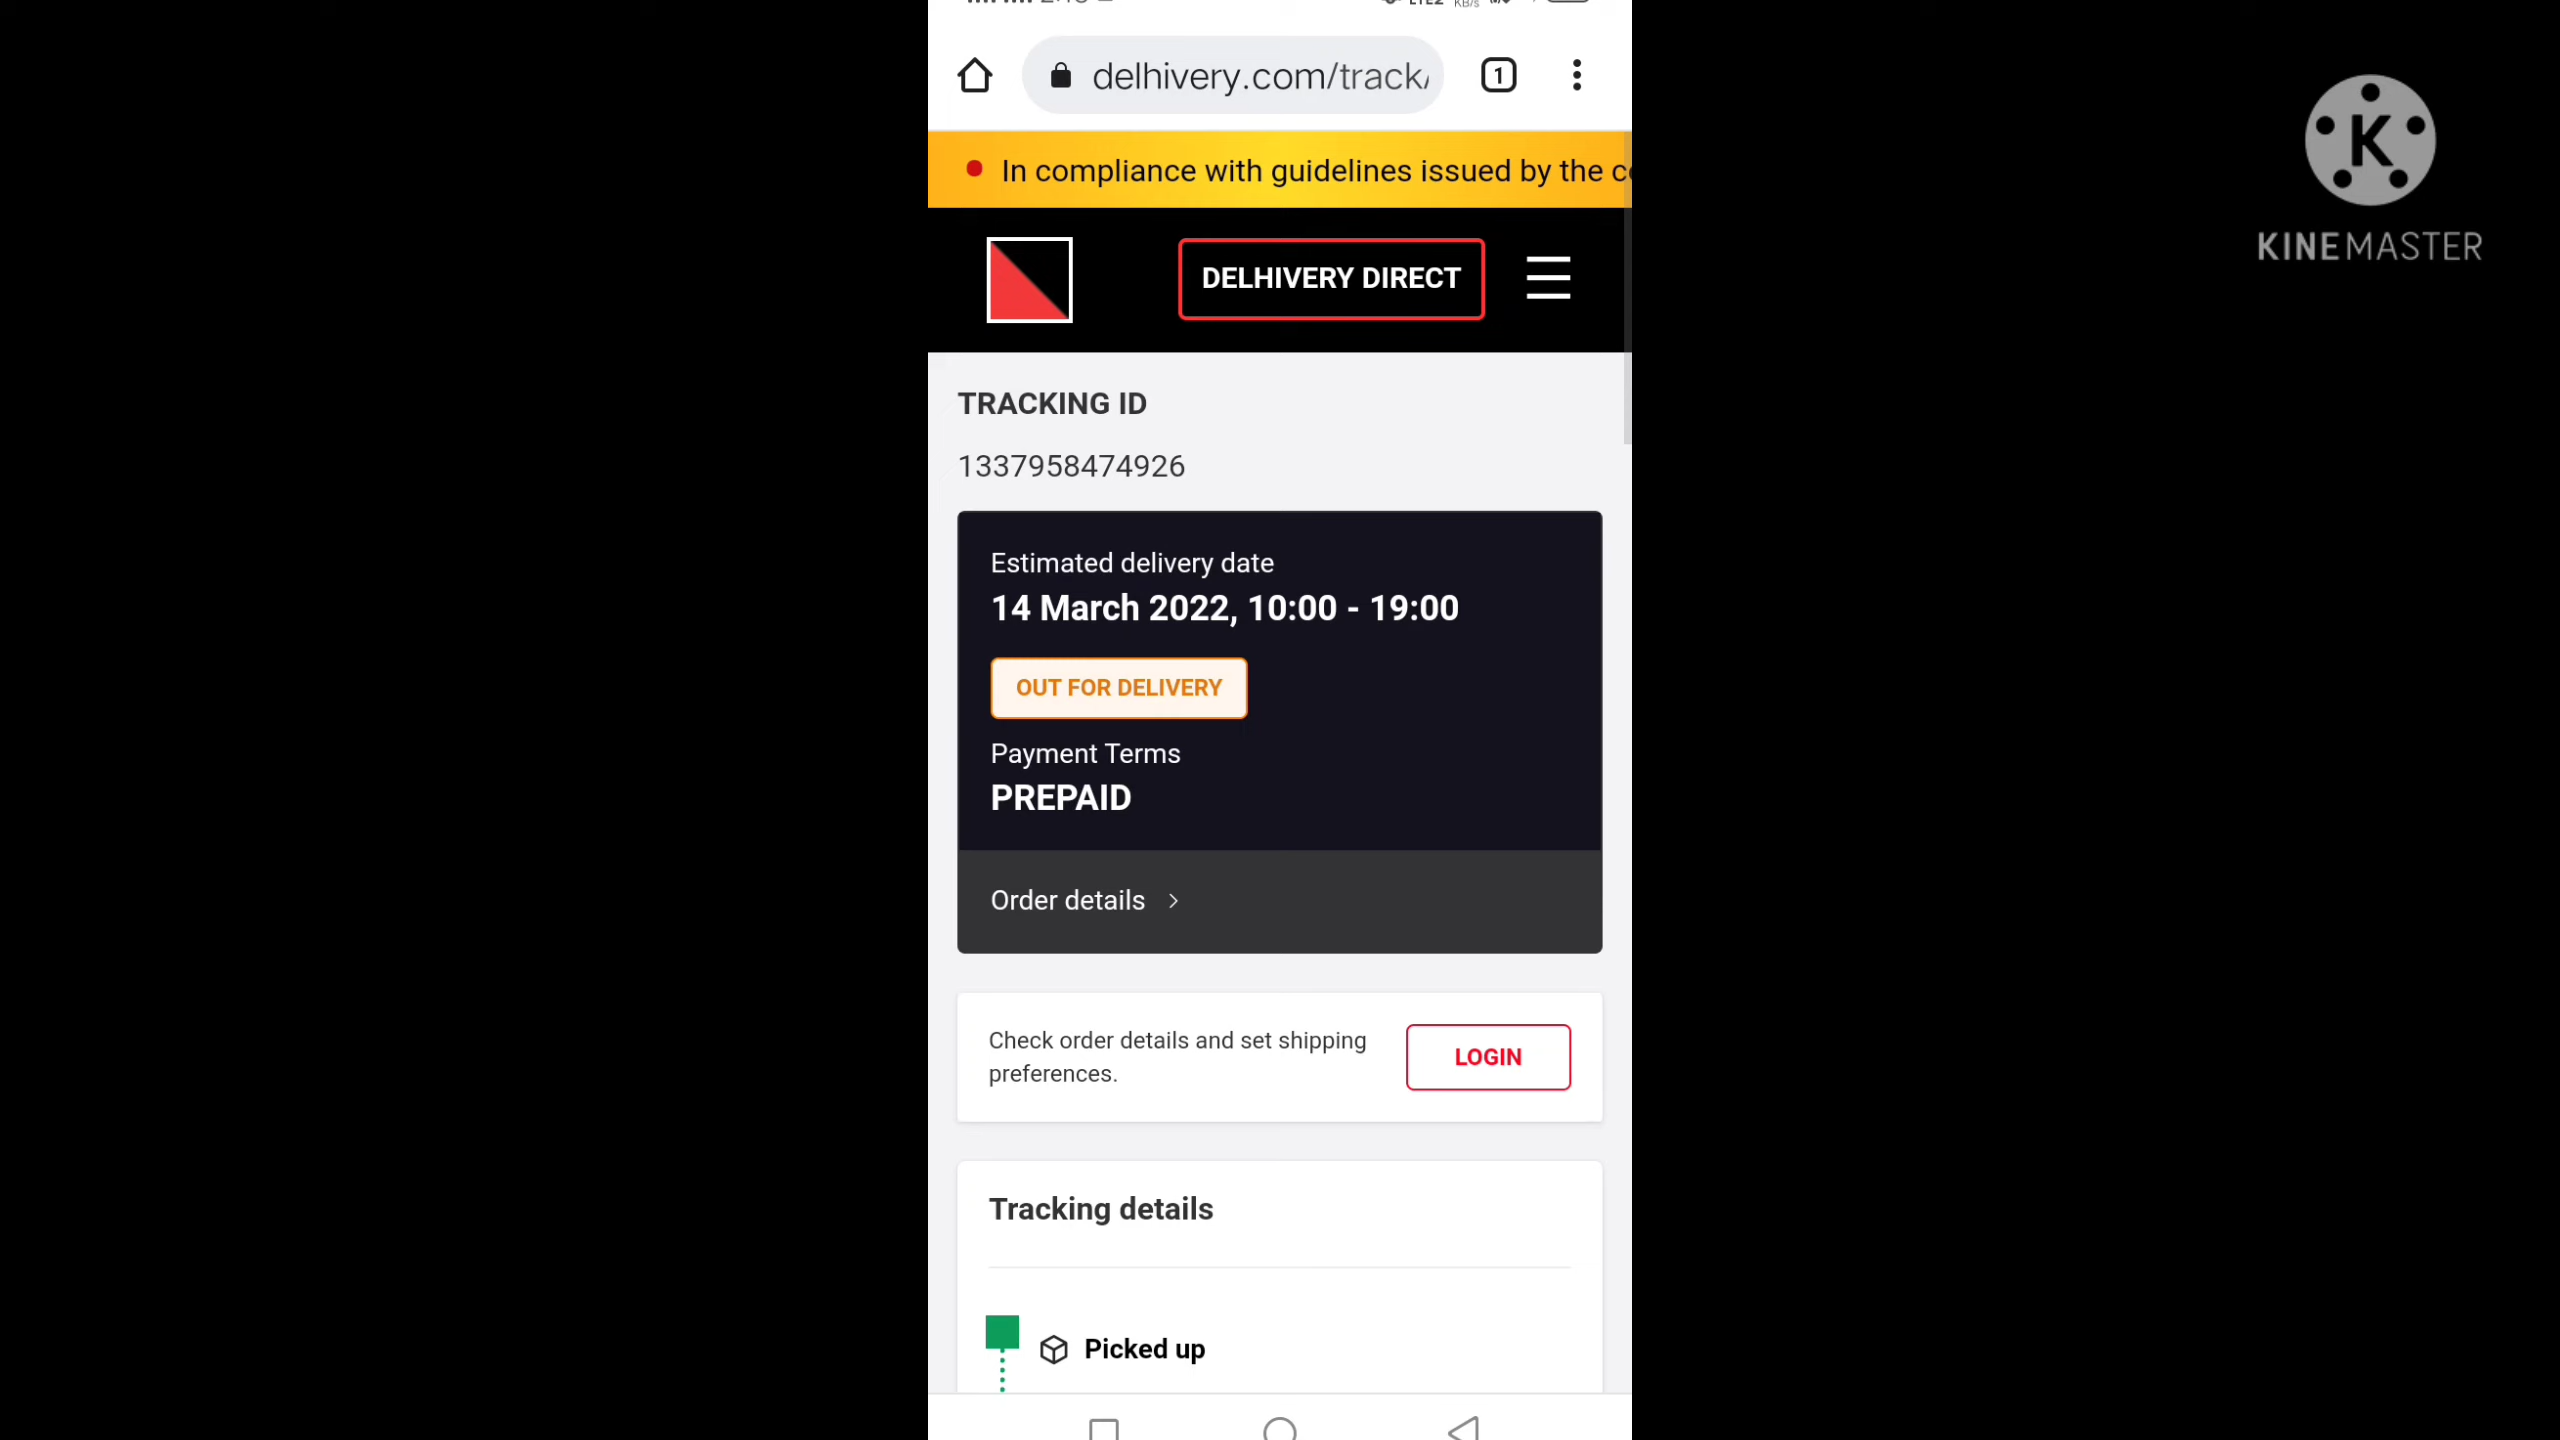 delhivery.com/track/
1
In compliance with guidelines issued by the
K
KINEMASTER
DELHIVERY DIRECT
TRACKING ID
1337958474926
Estimated delivery date
14 March 2022, 10:00 - 19:00
OUT FOR DELIVERY
Payment Terms
PREPAID
Order details
Check order details and set shipping
preferences.
LOGIN
Tracking details
Picked up